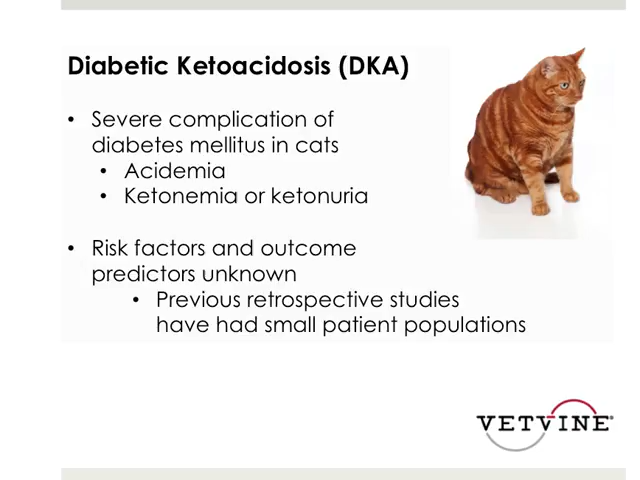 Diabetic Ketoacidosis (DKA)
• Severe complication of
diabetes mellitus in cats
• Acidemia
• Ketonemia or ketonuria
• Risk factors and outcome
predictors unknown
• Previous retrospective studies
have had small patient populations
VETVINE®